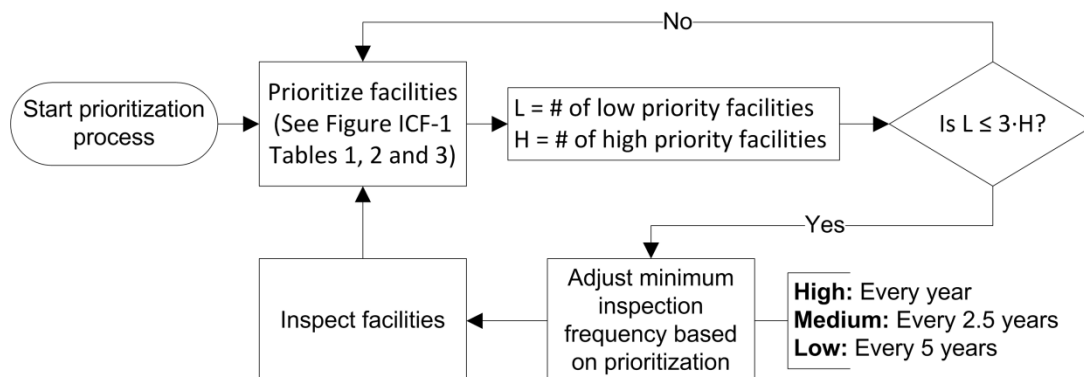 No
Start prioritization
process
Prioritize facilities
(See Figure ICF-1
Tables 1, 2 and 3)
L = # of low priority facilities
H = # of high priority facilities
Is L ≤ 3·H?
Yes
Adjust minimum
inspection
frequency based
on prioritization
High: Every year
Medium: Every 2.5 years
Low: Every 5 years
Inspect facilities